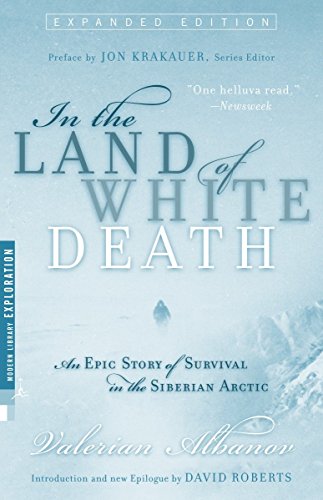 EXPANDED EDITION
Preface by JON KRAKAUER, Series Editor
"One helluva read."
—Newsweek
In the
LAND of
WHITE
DEATH
An Epic Story of Survival
in the Siberian Arctic
Valerian Albanov
Introduction and new Epilogue by DAVID ROBERTS
MODERN LIBRARY EXPLORATION